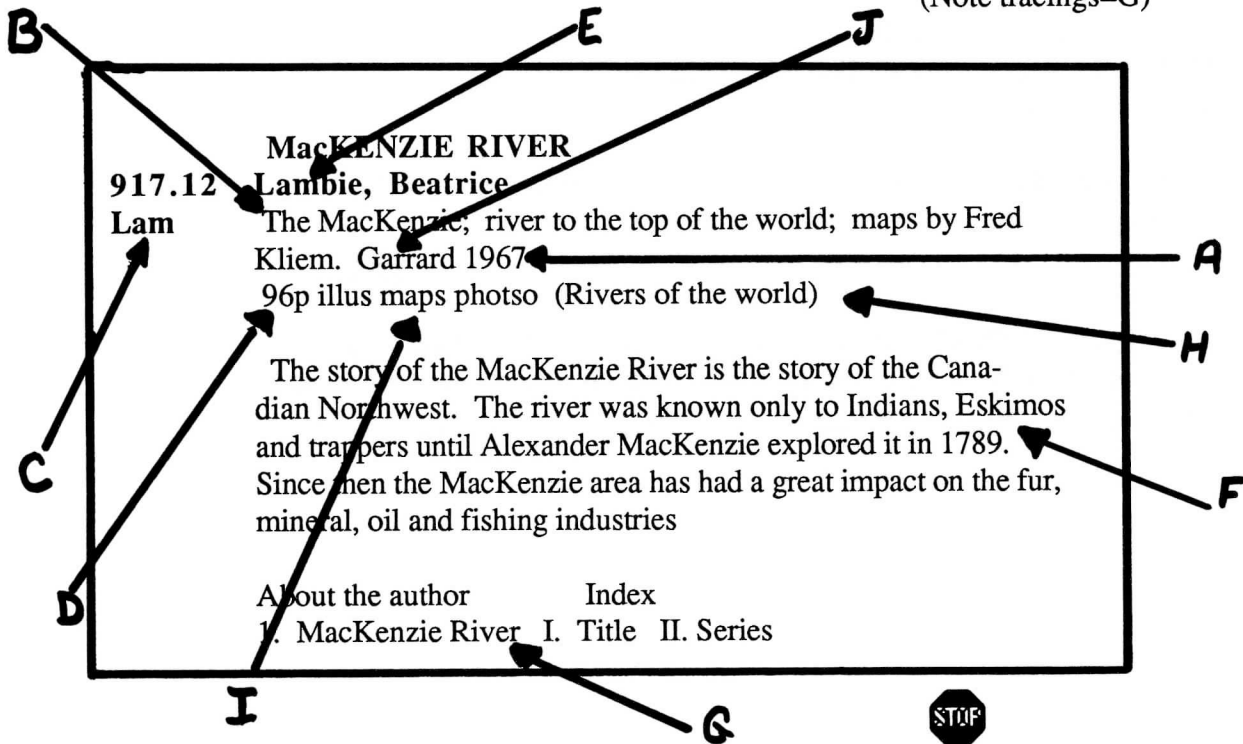 (Note tracings=G)
B E J
MacKENZIE RIVER
917.12 Lambie, Beatrice
Lam The MacKenzie; river to the top of the world; maps by Fred
Kliem. Garrard 1967 A
96p illus maps photso (Rivers of the world)
H
The story of the MacKenzie River is the story of the Cana-
dian Northwest. The river was known only to Indians, Eskimos
and trappers until Alexander MacKenzie explored it in 1789.
C Since then the MacKenzie area has had a great impact on the fur, F
mineral, oil and fishing industries
D About the author Index
1. MacKenzie River I. Title II. Series
I G STOP